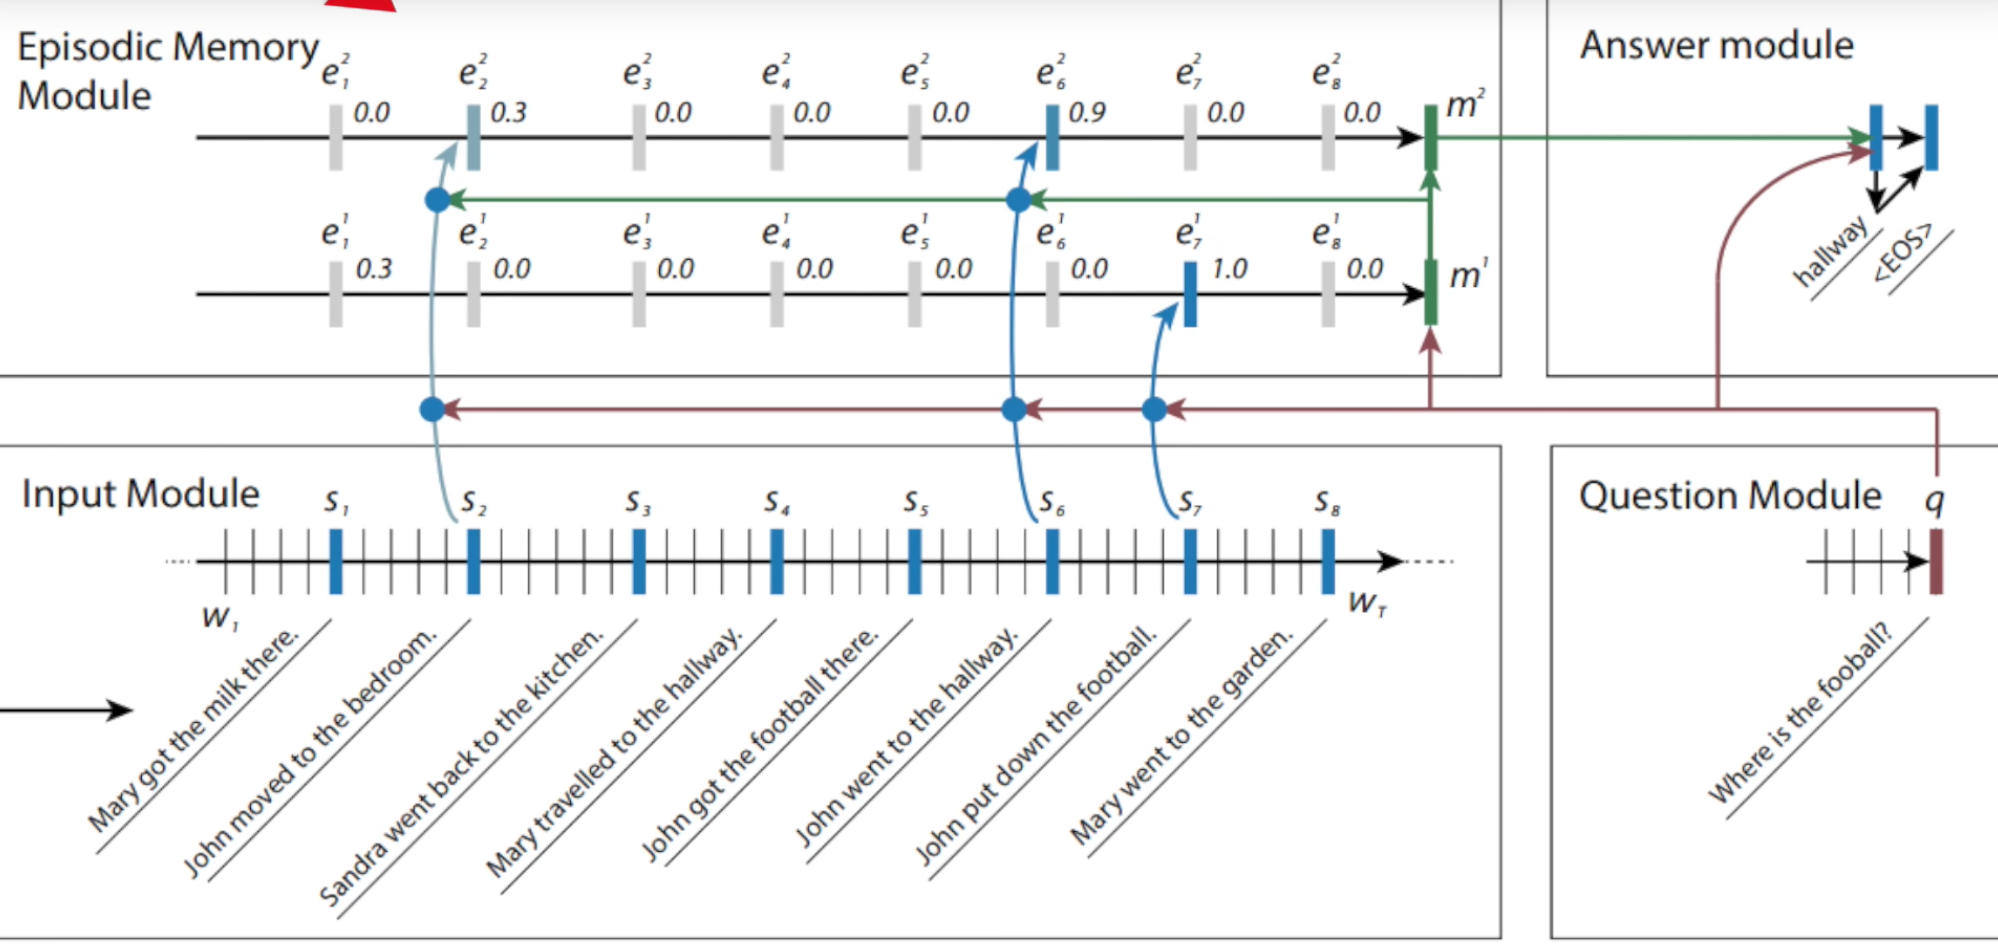 Episodic Memory
Module
e₁² e₂² e₃² e₄² e₅² e₆² e₇² e₈²
0.0 0.3 0.0 0.0 0.0 0.9 0.0 0.0 m²
e₁¹ e₂¹ e₃¹ e₄¹ e₅¹ e₆¹ e₇¹ e₈¹
0.3 0.0 0.0 0.0 0.0 0.0 1.0 0.0 m¹
Answer module
hallway
<EOS>
Input Module
s₁ s₂ s₃ s₄ s₅ s₆ s₇ s₈
w₁ w_T
Mary got the milk there.
John moved to the bedroom.
Sandra went back to the kitchen.
Mary travelled to the hallway.
John got the football there.
John went to the hallway.
John put down the football.
Mary went to the garden.
Question Module q
Where is the fooball?